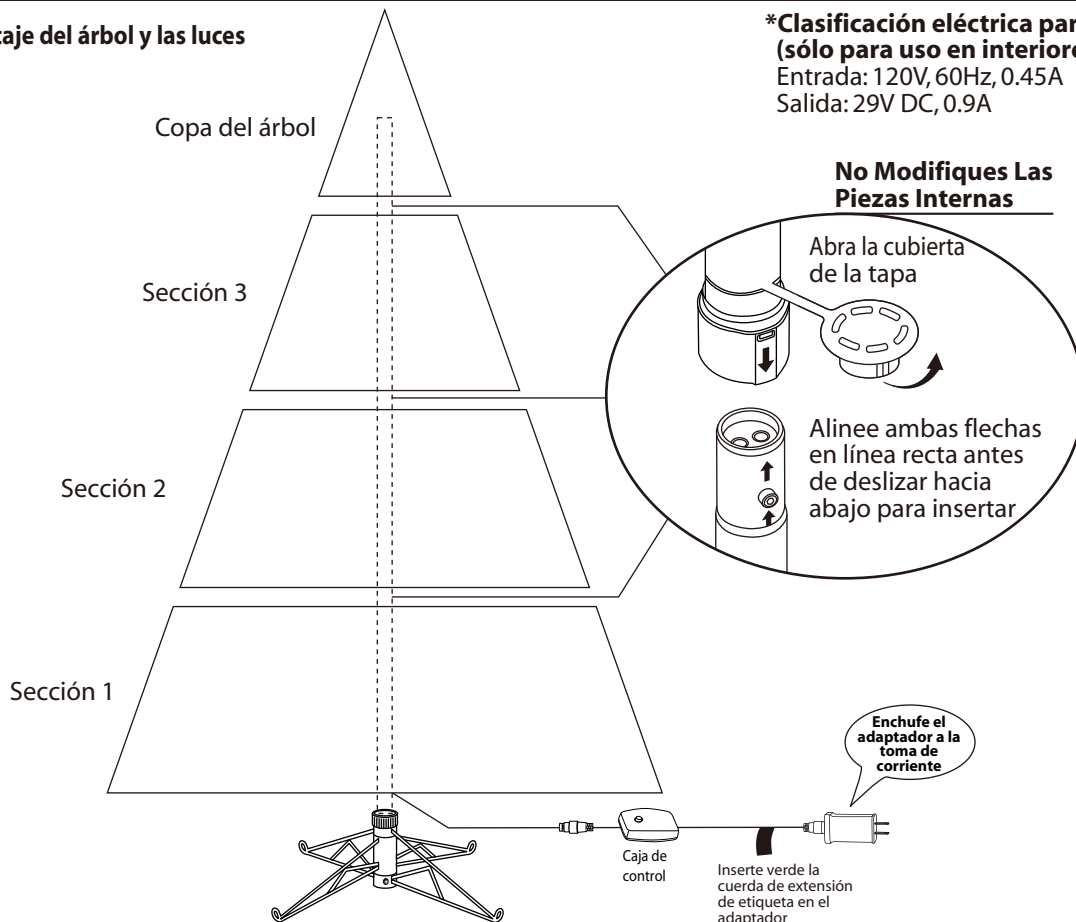 taje del árbol y las luces
*Clasificación eléctrica par
(sólo para uso en interiore
Entrada: 120V, 60Hz, 0.45A
Salida: 29V DC, 0.9A
Copa del árbol
No Modifiques Las
Piezas Internas
Abra la cubierta
de la tapa
Sección 3
Alinee ambas flechas
en línea recta antes
de deslizar hacia
abajo para insertar
Sección 2
Sección 1
Enchufe el
adaptador a la
toma de
corriente
Caja de
control
Inserte verde la
cuerda de extensión
de etiqueta en el
adaptador